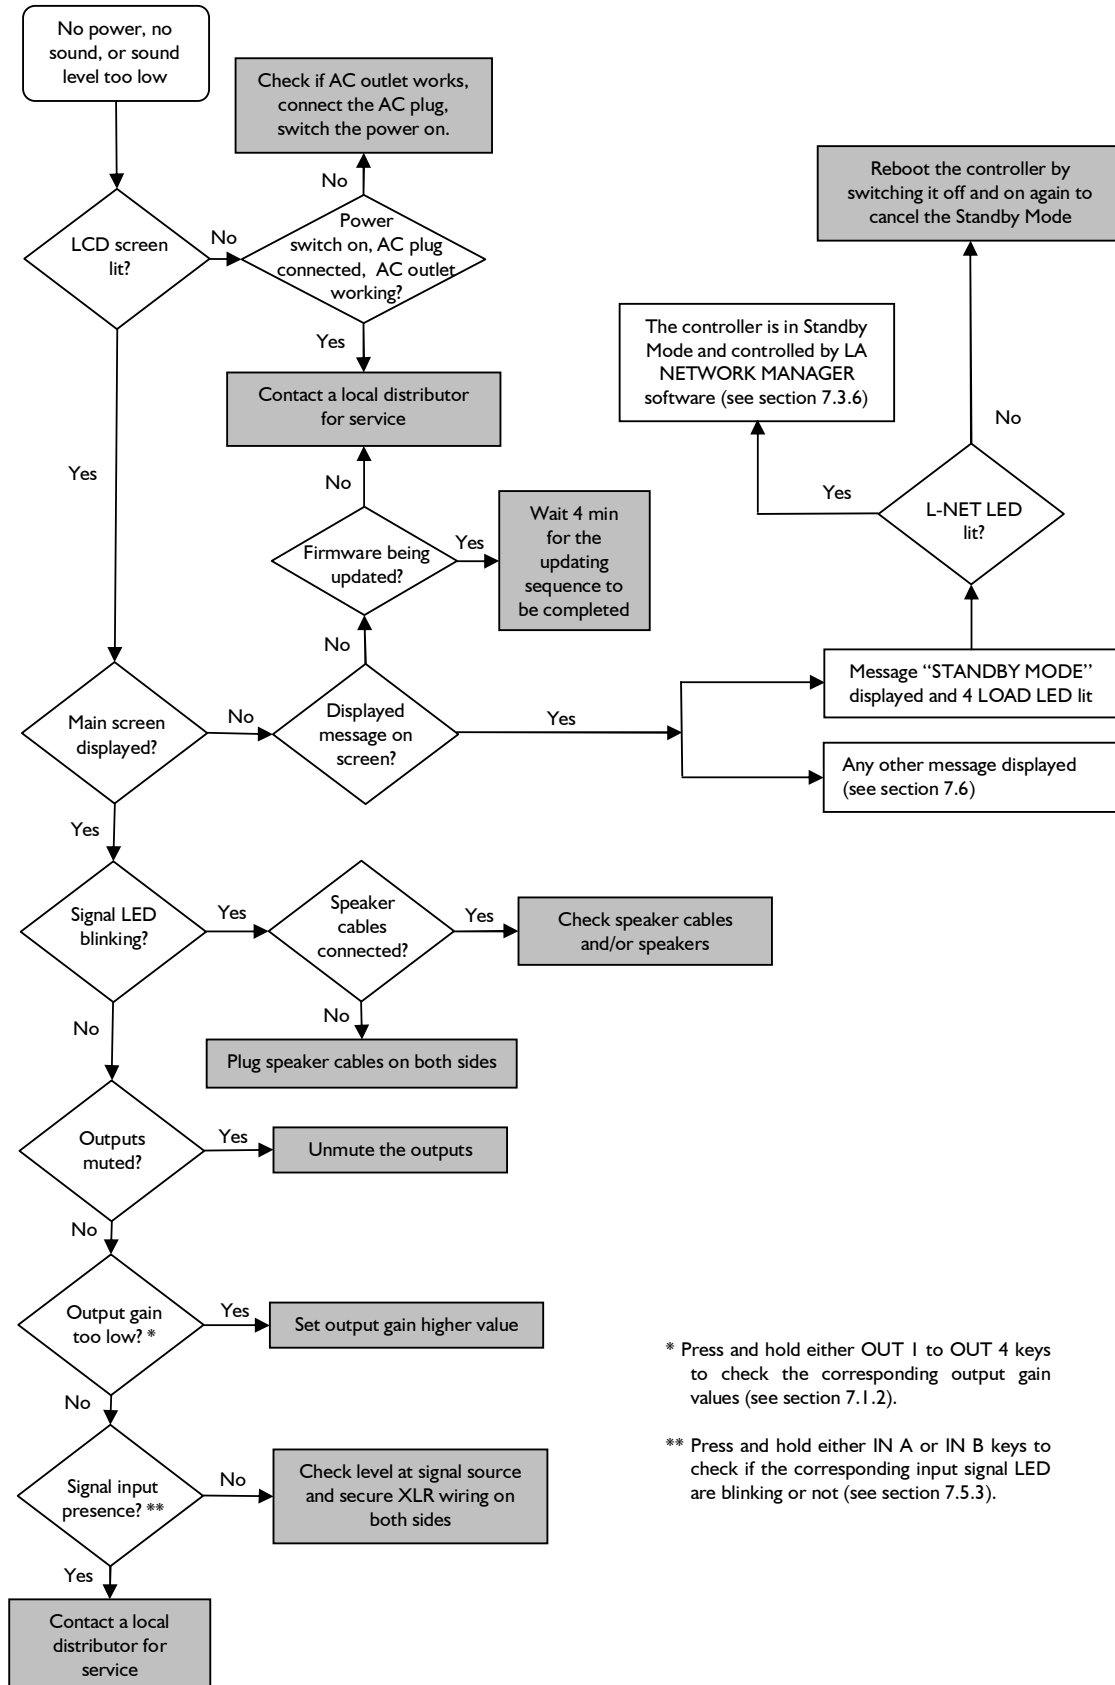 No power, no
sound, or sound
level too low
Check if AC outlet works,
connect the AC plug,
switch the power on.
No
Reboot the controller by
switching it off and on again to
cancel the Standby Mode
LCD screen
lit?
No
Power
switch on, AC plug
connected, AC outlet
working?
Yes
The controller is in Standby
Mode and controlled by LA
NETWORK MANAGER
software (see section 7.3.6)
No
Contact a local distributor
for service
Yes
No
Yes
L-NET LED
lit?
Firmware being
updated?
Yes
Wait 4 min
for the
updating
sequence to
be completed
No
Message “STANDBY MODE”
displayed and 4 LOAD LED lit
Main screen
displayed?
No
Displayed
message on
screen?
Yes
Any other message displayed
(see section 7.6)
Yes
Signal LED
blinking?
Yes
Speaker
cables
connected?
Yes
Check speaker cables
and/or speakers
No
No
Plug speaker cables on both sides
Outputs
muted?
Yes
Unmute the outputs
No
Output gain
too low? *
Yes
Set output gain higher value
* Press and hold either OUT 1 to OUT 4 keys
to check the corresponding output gain
values (see section 7.1.2).
No
Signal input
presence? **
No
Check level at signal source
and secure XLR wiring on
both sides
** Press and hold either IN A or IN B keys to
check if the corresponding input signal LED
are blinking or not (see section 7.5.3).
Yes
Contact a local
distributor for
service